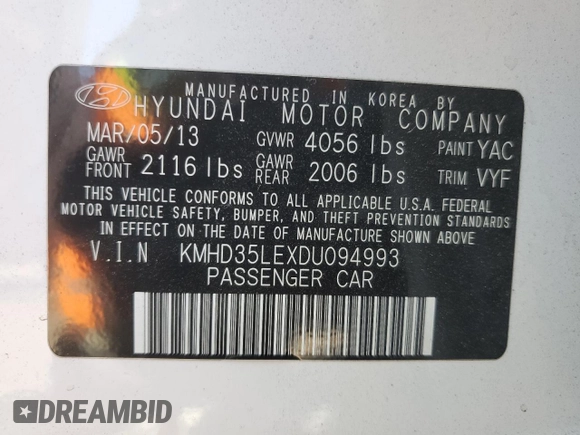 MANUFACTURED IN KOREA BY
HYUNDAI MOTOR COMPANY
MAR/05/13 GVWR 4056 lbs PAINT YAC
GAWR FRONT 2116 lbs GAWR REAR 2006 lbs TRIM VYF
THIS VEHICLE CONFORMS TO ALL APPLICABLE U.S.A. FEDERAL
MOTOR VEHICLE SAFETY, BUMPER, AND THEFT PREVENTION STANDARDS
IN EFFECT ON THE DATE OF MANUFACTURE SHOWN ABOVE
V.I.N KMHD35LEXDU094993
PASSENGER CAR
DREAMBID